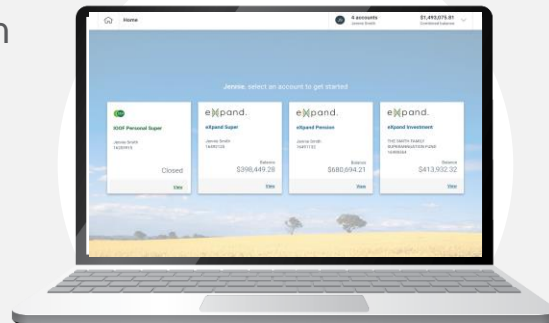 n
Home
4 accounts
Jennie Smith
$1,493,075.81
Combined balance
Jennie, select an account to get started
IOOF Personal Super
Jennie Smith
Closed
View
expand.
eXpand Super
Jennie Smith
Balance
$398,449.28
View
expand.
eXpand Pension
Jennie Smith
Balance
$680,694.21
View
expand.
eXpand Investment
THE SMITH FAMILY
SUPERANNUATION FUND
Balance
$413,932.32
View